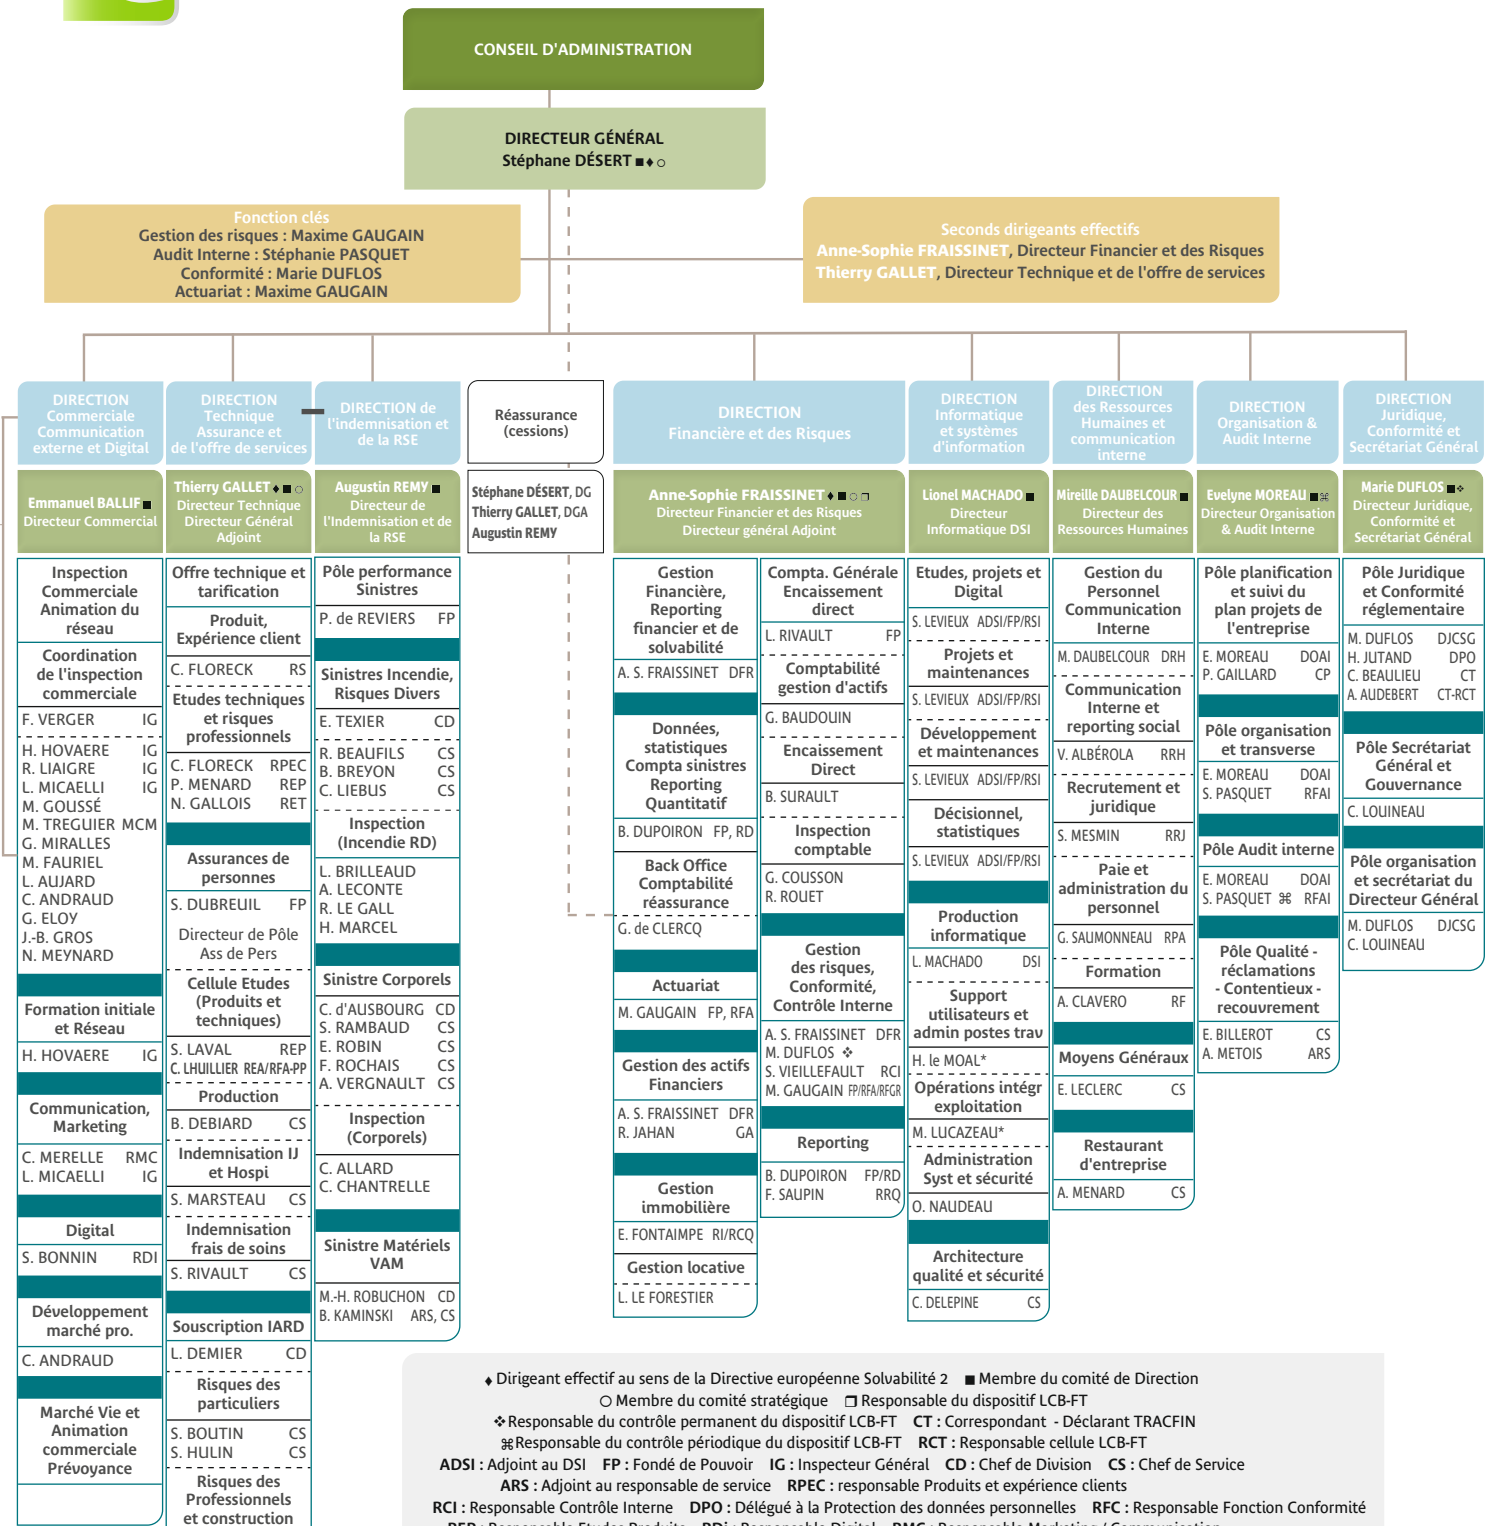 CONSEIL D'ADMINISTRATION
DIRECTEUR GÉNÉRAL
Stéphane DÉSERT ■ ♦ ○
Fonction clés
Gestion des risques : Maxime GAUGAIN
Audit Interne : Stéphanie PASQUET
Conformité : Marie DUFLOS
Actuariat : Maxime GAUGAIN
Seconds dirigeants effectifs
Anne-Sophie FRAISSINET, Directeur Financier et des Risques
Thierry GALLET, Directeur Technique et de l'offre de services
DIRECTION
Commerciale
Communication
externe et Digital
Emmanuel BALLIF ■
Directeur Commercial
Inspection
Commerciale
Animation du
réseau
Coordination
de l'inspection
commerciale
F. VERGER IG
H. HOVAERE IG
R. LIAIGRE IG
L. MICAELLI IG
M. GOUSSÉ
M. TREGUIER MCM
G. MIRALLES
M. FAURIEL
L. AUJARD
C. ANDRAUD
G. ELOY
J.-B. GROS
N. MEYNARD
Formation initiale
et Réseau
H. HOVAERE IG
Communication,
Marketing
C. MERELLE RMC
L. MICAELLI IG
Digital
S. BONNIN RDI
Développement
marché pro.
C. ANDRAUD
Marché Vie et
Animation
commerciale
Prévoyance
DIRECTION
Technique
Assurance et
de l'offre de services
Thierry GALLET ♦ ■ ○
Directeur Technique
Directeur Général
Adjoint
Offre technique et
tarification
Produit,
Expérience client
C. FLORECK RS
Etudes techniques
et risques
professionnels
C. FLORECK RPEC
P. MENARD REP
N. GALLOIS RET
Assurances de
personnes
S. DUBREUIL FP
Directeur de Pôle
Ass de Pers
Cellule Etudes
(Produits et
techniques)
S. LAVAL REP
C. LHUILLIER REA/RFA-PP
Production
B. DEBIARD CS
Indemnisation IJ
et Hospi
S. MARSTEAU CS
Indemnisation
frais de soins
S. RIVAULT CS
Souscription IARD
L. DEMIER CD
Risques des
particuliers
S. BOUTIN CS
S. HULIN CS
Risques des
Professionnels
et construction
DIRECTION de
l'indemnisation et
de la RSE
Augustin REMY ■
Directeur de
l'Indemnisation et de
la RSE
Pôle performance
Sinistres
P. de REVIERS FP
Sinistres Incendie,
Risques Divers
E. TEXIER CD
R. BEAUFILS CS
B. BREYON CS
C. LIEBUS CS
Inspection
(Incendie RD)
L. BRILLEAUD
A. LECONTE
R. LE GALL
H. MARCEL
Sinistre Corporels
C. d'AUSBOURG CD
S. RAMBAUD CS
E. ROBIN CS
F. ROCHAIS CS
A. VERGNAULT CS
Inspection
(Corporels)
C. ALLARD
C. CHANTRELLE
Sinistre Matériels
VAM
M.-H. ROBUCHON CD
B. KAMINSKI ARS, CS
Réassurance
(cessions)
Stéphane DÉSERT, DG
Thierry GALLET, DGA
Augustin REMY
DIRECTION
Financière et des Risques
Anne-Sophie FRAISSINET ♦ ■ ○ ❒
Directeur Financier et des Risques
Directeur général Adjoint
Gestion
Financière,
Reporting
financier et de
solvabilité
A. S. FRAISSINET DFR
Données,
statistiques
Compta sinistres
Reporting
Quantitatif
B. DUPOIRON FP, RD
Back Office
Comptabilité
réassurance
G. de CLERCQ
Actuariat
M. GAUGAIN FP, RFA
Gestion des actifs
Financiers
A. S. FRAISSINET DFR
R. JAHAN GA
Gestion
immobilière
E. FONTAIMPE RI/RCQ
Gestion locative
L. LE FORESTIER
Compta. Générale
Encaissement
direct
L. RIVAULT FP
Comptabilité
gestion d'actifs
G. BAUDOUIN
Encaissement
Direct
B. SURAULT
Inspection
comptable
G. COUSSON
R. ROUET
Gestion
des risques,
Conformité,
Contrôle Interne
A. S. FRAISSINET DFR
M. DUFLOS ❖
S. VIEILLEFAULT RCI
M. GAUGAIN FP/RFA/RFGR
Reporting
B. DUPOIRON FP/RD
F. SAUPIN RRQ
DIRECTION
Informatique
et systèmes
d'information
Lionel MACHADO ■
Directeur
Informatique DSI
Etudes, projets et
Digital
S. LEVIEUX ADSI/FP/RSI
Projets et
maintenances
S. LEVIEUX ADSI/FP/RSI
Développement
et maintenances
S. LEVIEUX ADSI/FP/RSI
Décisionnel,
statistiques
S. LEVIEUX ADSI/FP/RSI
Production
informatique
L. MACHADO DSI
Support
utilisateurs et
admin postes trav
H. le MOAL*
Opérations intégr
exploitation
M. LUCAZEAU*
Administration
Syst et sécurité
O. NAUDEAU
Architecture
qualité et sécurité
C. DELEPINE CS
DIRECTION
des Ressources
Humaines et
communication
interne
Mireille DAUBELCOUR ■
Directeur des
Ressources Humaines
Gestion du
Personnel
Communication
Interne
M. DAUBELCOUR DRH
Communication
Interne et
reporting social
V. ALBÉROLA RRH
Recrutement et
juridique
S. MESMIN RRJ
Paie et
administration du
personnel
G. SAUMONNEAU RPA
Formation
A. CLAVERO RF
Moyens Généraux
E. LECLERC CS
Restaurant
d'entreprise
A. MENARD CS
DIRECTION
Organisation &
Audit Interne
Evelyne MOREAU ■ ⌘
Directeur Organisation
& Audit Interne
Pôle planification
et suivi du
plan projets de
l'entreprise
E. MOREAU DOAI
P. GAILLARD CP
Pôle organisation
et transverse
E. MOREAU DOAI
S. PASQUET RFAI
Pôle Audit interne
E. MOREAU DOAI
S. PASQUET ⌘ RFAI
Pôle Qualité -
réclamations
- Contentieux -
recouvrement
E. BILLEROT CS
A. METOIS ARS
DIRECTION
Juridique,
Conformité et
Secrétariat Général
Marie DUFLOS ■ ❖
Directeur Juridique,
Conformité et
Secrétariat Général
Pôle Juridique
et Conformité
réglementaire
M. DUFLOS DJCSG
H. JUTAND DPO
C. BEAULIEU CT
A. AUDEBERT CT-RCT
Pôle Secrétariat
Général et
Gouvernance
C. LOUINEAU
Pôle organisation
et secrétariat du
Directeur Général
M. DUFLOS DJCSG
C. LOUINEAU
♦ Dirigeant effectif au sens de la Directive européenne Solvabilité 2 ■ Membre du comité de Direction
○ Membre du comité stratégique ❒ Responsable du dispositif LCB-FT
❖ Responsable du contrôle permanent du dispositif LCB-FT CT : Correspondant - Déclarant TRACFIN
⌘ Responsable du contrôle périodique du dispositif LCB-FT RCT : Responsable cellule LCB-FT
ADSI : Adjoint au DSI FP : Fondé de Pouvoir IG : Inspecteur Général CD : Chef de Division CS : Chef de Service
ARS : Adjoint au responsable de service RPEC : responsable Produits et expérience clients
RCI : Responsable Contrôle Interne DPO : Délégué à la Protection des données personnelles RFC : Responsable Fonction Conformité
REP : Responsable Etudes Produits RDi : Responsable Digital RMC : Responsable Marketing / Communication